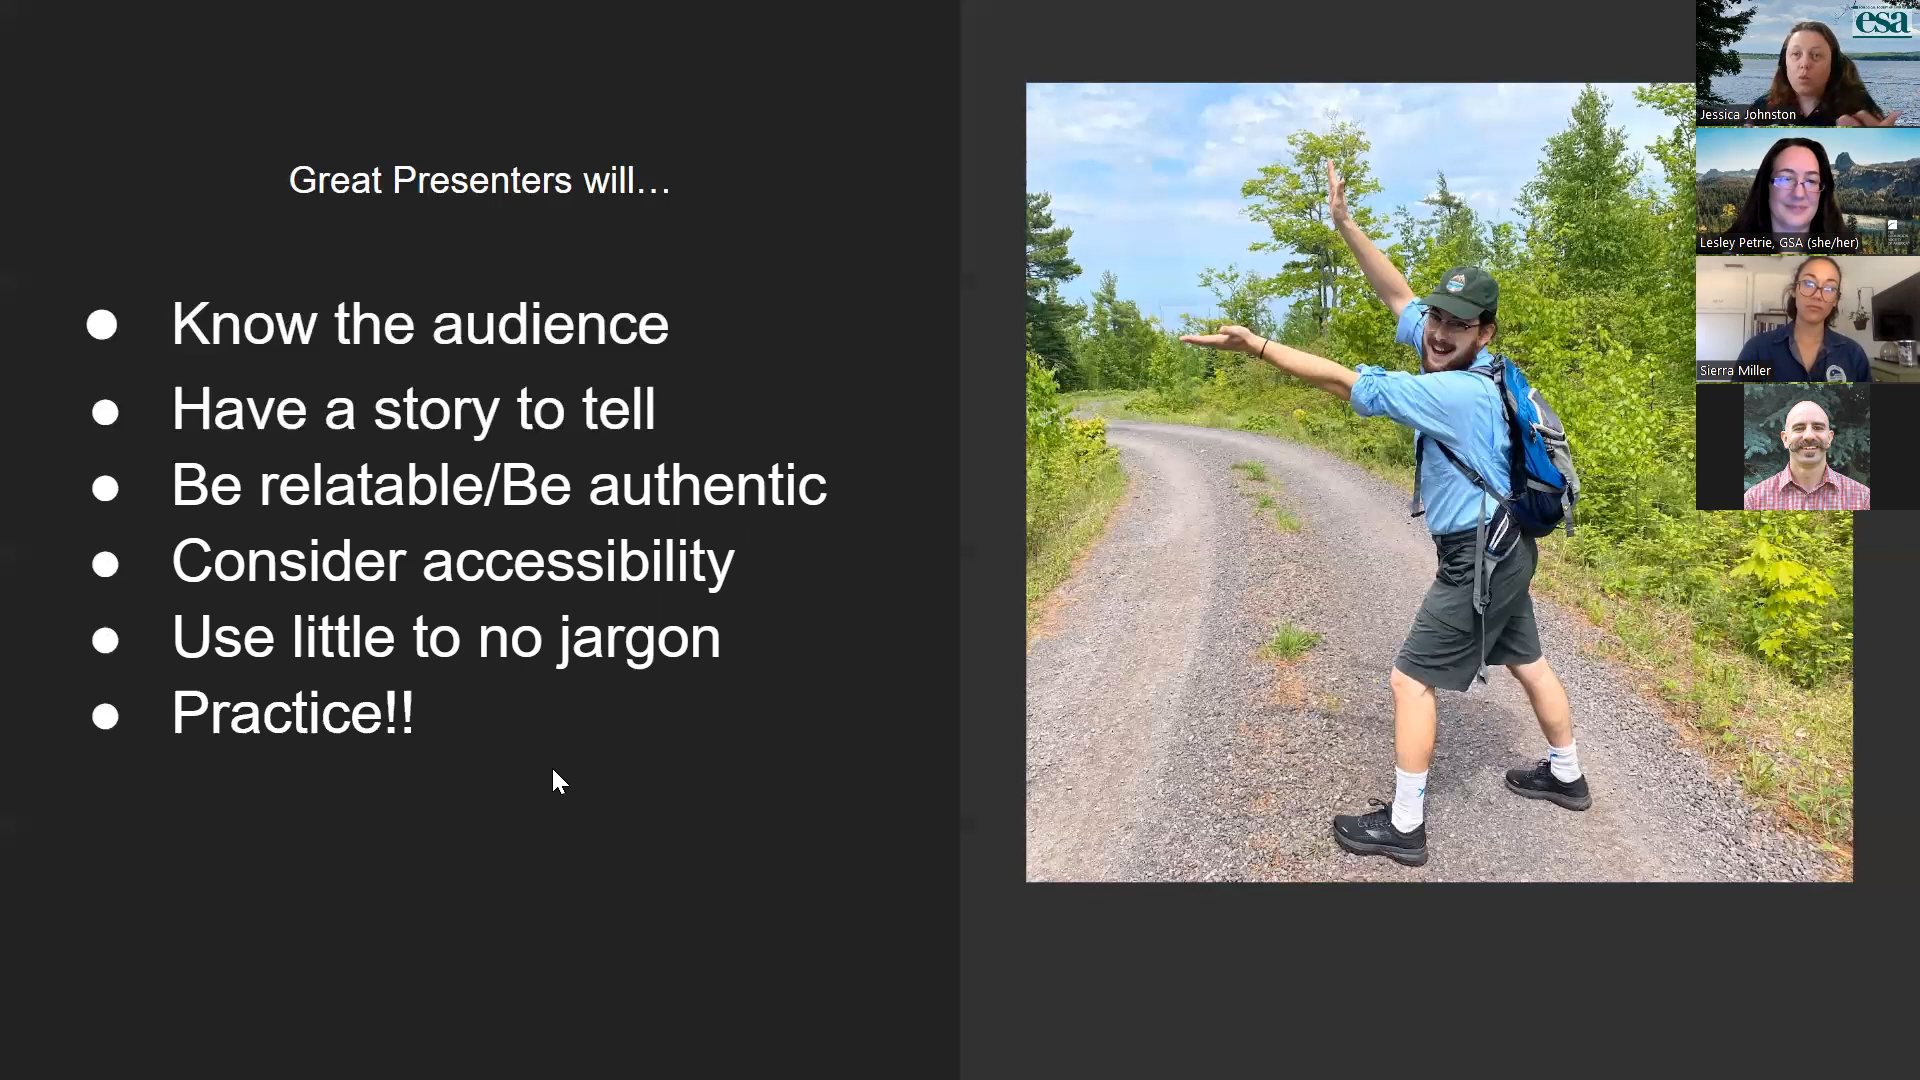 Great Presenters will…
● Know the audience
● Have a story to tell
● Be relatable/Be authentic
● Consider accessibility
● Use little to no jargon
● Practice!!
esa
Jessica Johnston
Lesley Petrie, GSA (she/her)
Sierra Miller